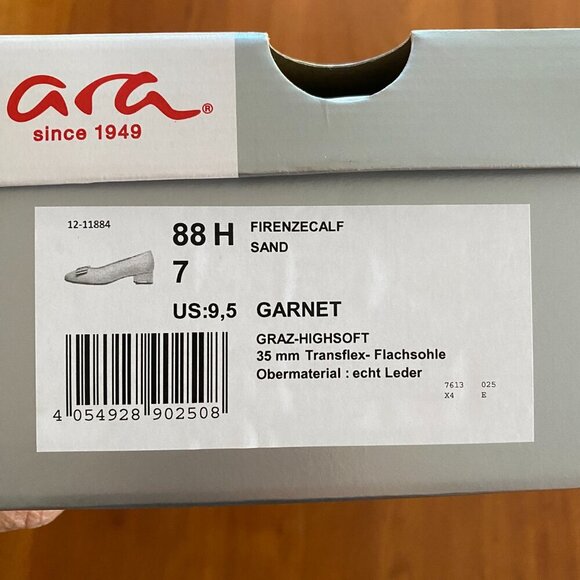 ara®
since 1949
12-11884
88 H
FIRENZECALF
SAND
7
US:9,5 GARNET
GRAZ-HIGHSOFT
35 mm Transflex- Flachsohle
Obermaterial : echt Leder
7613 025
X4 E
4 054928 902508